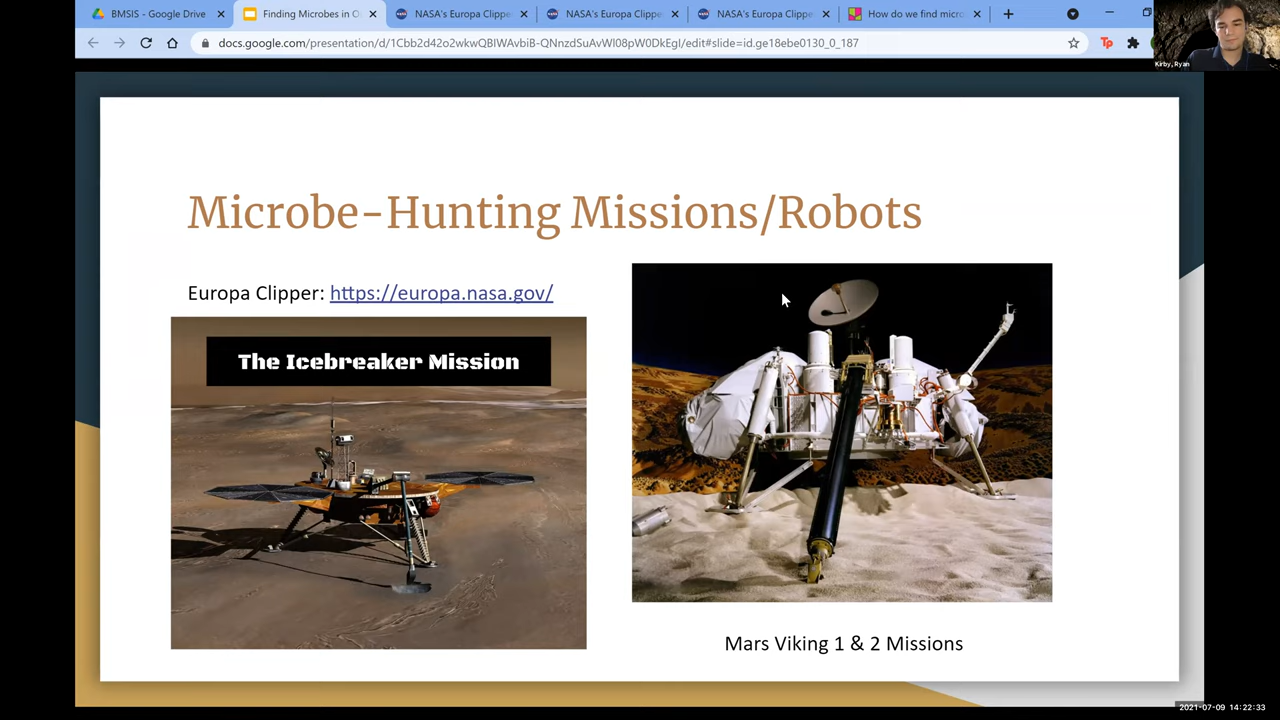 BMSIS - Google Drive
Finding Microbes in O
NASA's Europa Clippe
NASA's Europa Clippe
NASA's Europa Clippe
How do we find micro
docs.google.com/presentation/d/1Cbb2d42o2wkwQBIWAvbiB-QNnzdSuAvWI08pW0DkEgI/edit#slide=id.ge18ebe0130_0_187
Tp
Kirby, Ryan
Microbe-Hunting Missions/Robots
Europa Clipper: https://europa.nasa.gov/
The Icebreaker Mission
Mars Viking 1 & 2 Missions
2021-07-09 14:22:33